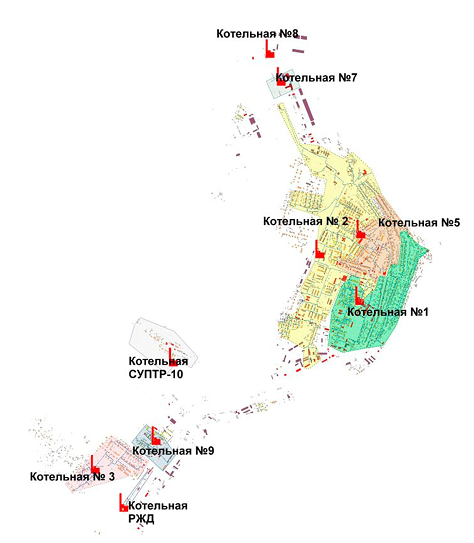 Котельная №8
Котельная №7
Котельная № 2
Котельная №5
Котельная №1
Котельная
СУПТР-10
Котельная №9
Котельная № 3
Котельная
РЖД